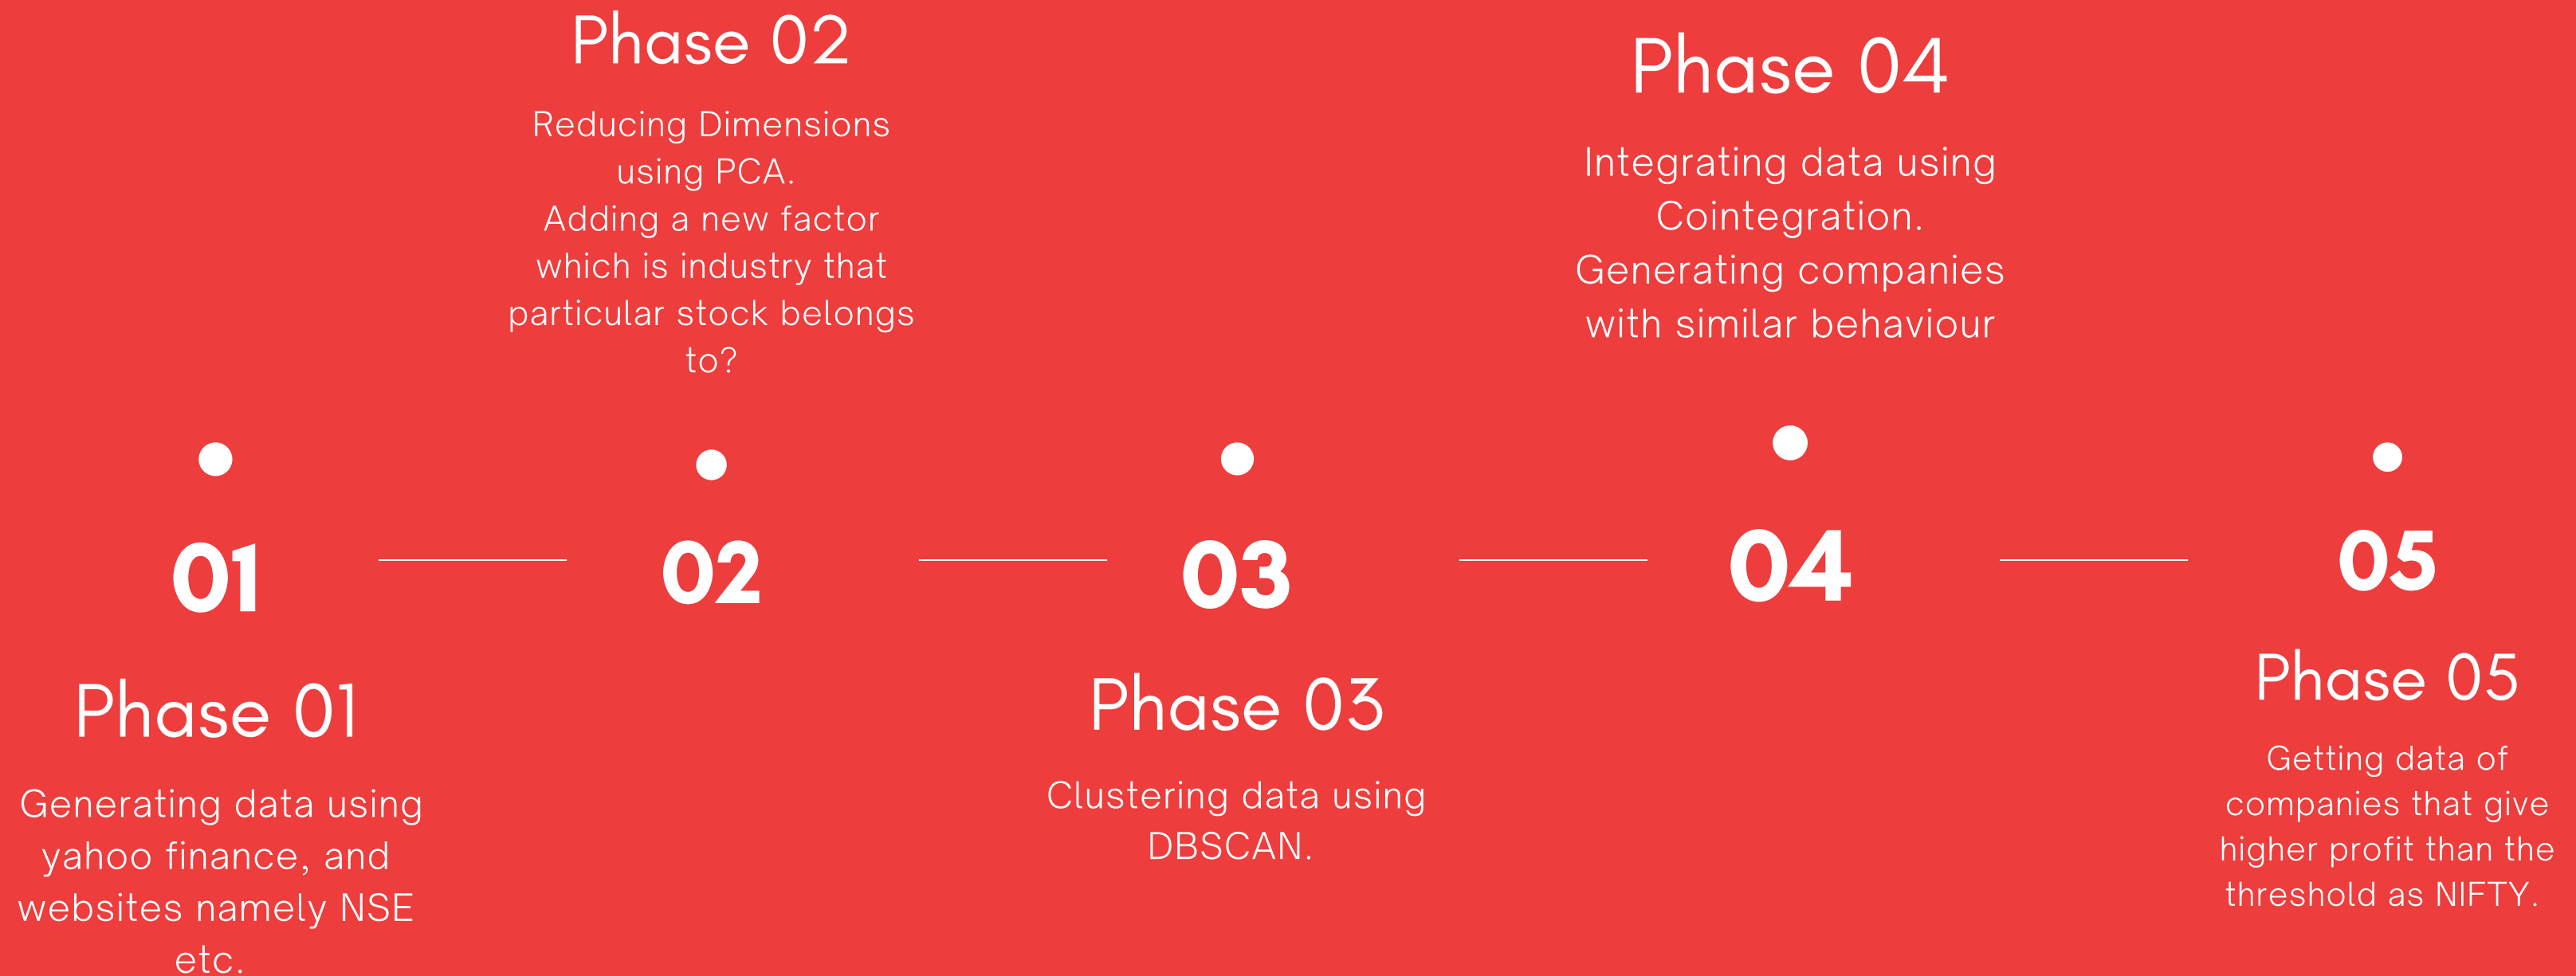 Phase 02
Reducing Dimensions
using PCA.
Adding a new factor
which is industry that
particular stock belongs
to?
Phase 04
Integrating data using
Cointegration.
Generating companies
with similar behaviour
01
02
03
04
05
Phase 01
Generating data using
yahoo finance, and
websites namely NSE
etc.
Phase 03
Clustering data using
DBSCAN.
Phase 05
Getting data of
companies that give
higher profit than the
threshold as NIFTY.